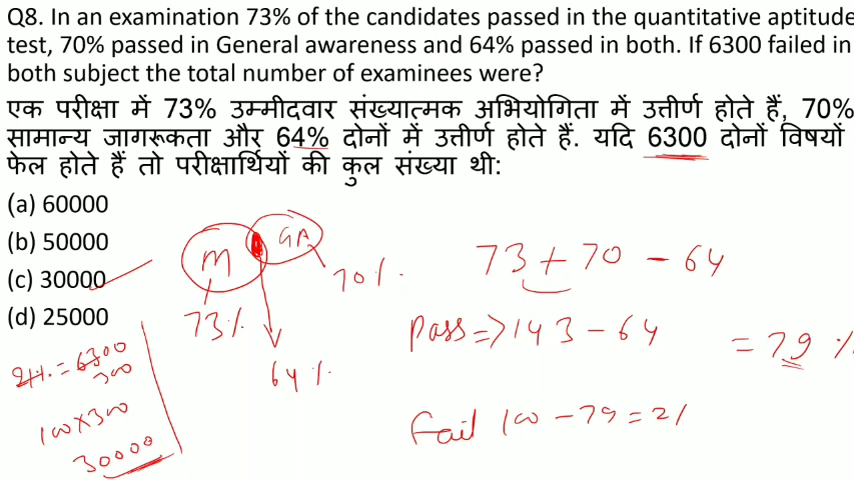 Q8. In an examination 73% of the candidates passed in the quantitative aptitude
test, 70% passed in General awareness and 64% passed in both. If 6300 failed in
both subject the total number of examinees were?
एक परीक्षा में 73% उम्मीदवार संख्यात्मक अभियोगिता में उत्तीर्ण होते हैं, 70%
सामान्य जागरूकता और 64% दोनों में उत्तीर्ण होते हैं. यदि 6300 दोनों विषयों
फेल होते हैं तो परीक्षार्थियों की कुल संख्या थी:
(a) 60000
(b) 50000
(c) 30000
(d) 25000
M
GA
73%
70%.
64%
73 + 70 - 64
Pass => 143 - 64
= 79 %
Fail 100 - 79 = 21
21%. = 6300
300
100 x 300
30000